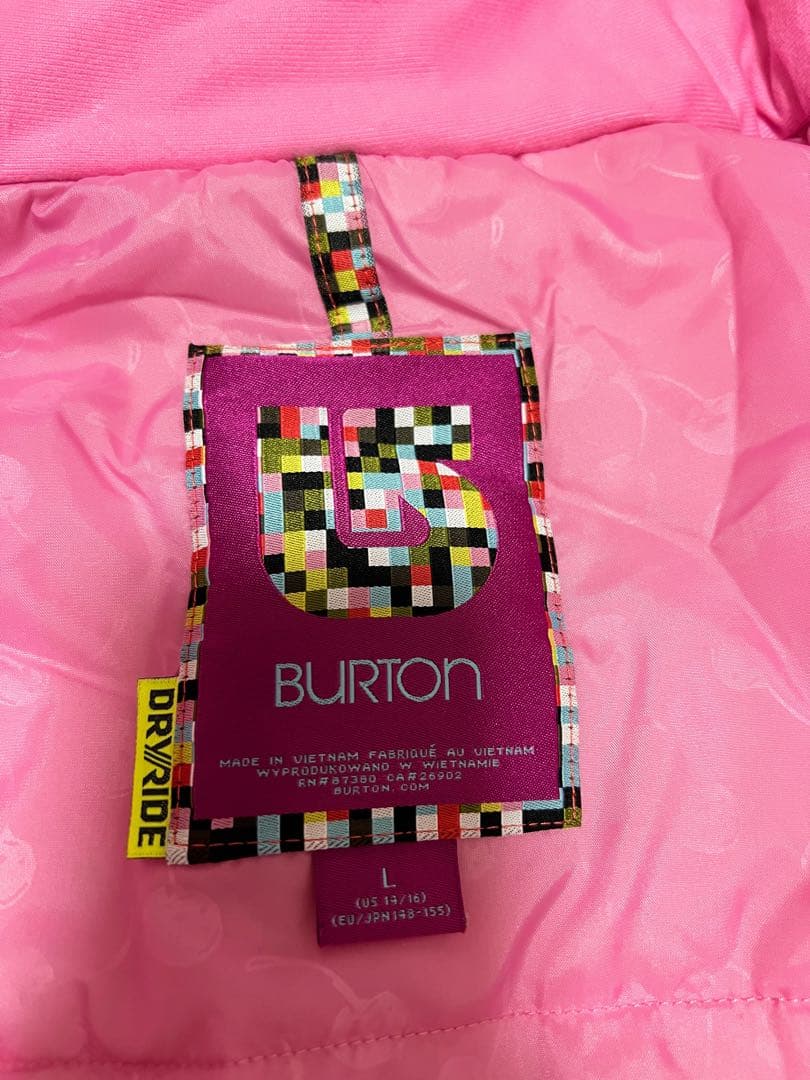 BURTON
MADE IN VIETNAM FABRIQUÉ AU VIETNAM
WYPRODUKOWANO W WIETNAMIE
RN#87380 CA#26902
BURTON.COM
DRY//RIDE
L
(US 14/16)
(EU/JPN148-155)